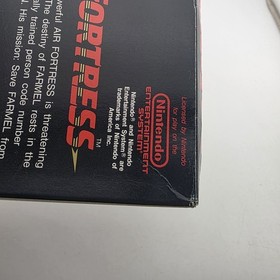 Licensed by Nintendo
for play on the
Nintendo
ENTERTAINMENT
SYSTEM
Nintendo® and Nintendo
Entertainment System® are
trademarks of Nintendo of
America Inc.
FORTRESS™
werful AIR FORTRESS is threatening
The destiny of FARMEL rests in the
ally trained person code number
His mission: Save FARMEL from